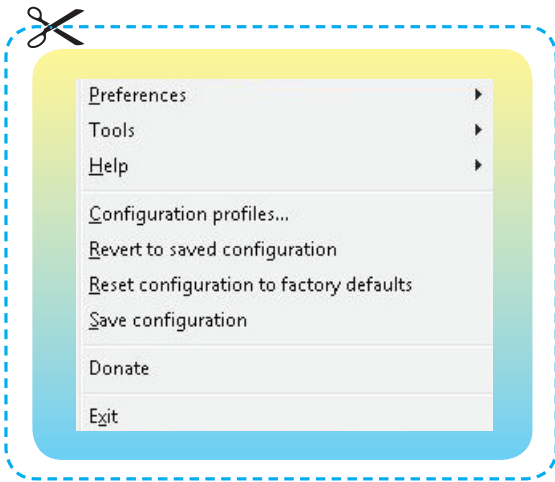 Preferences
Tools
Help
Configuration profiles...
Revert to saved configuration
Reset configuration to factory defaults
Save configuration
Donate
Exit